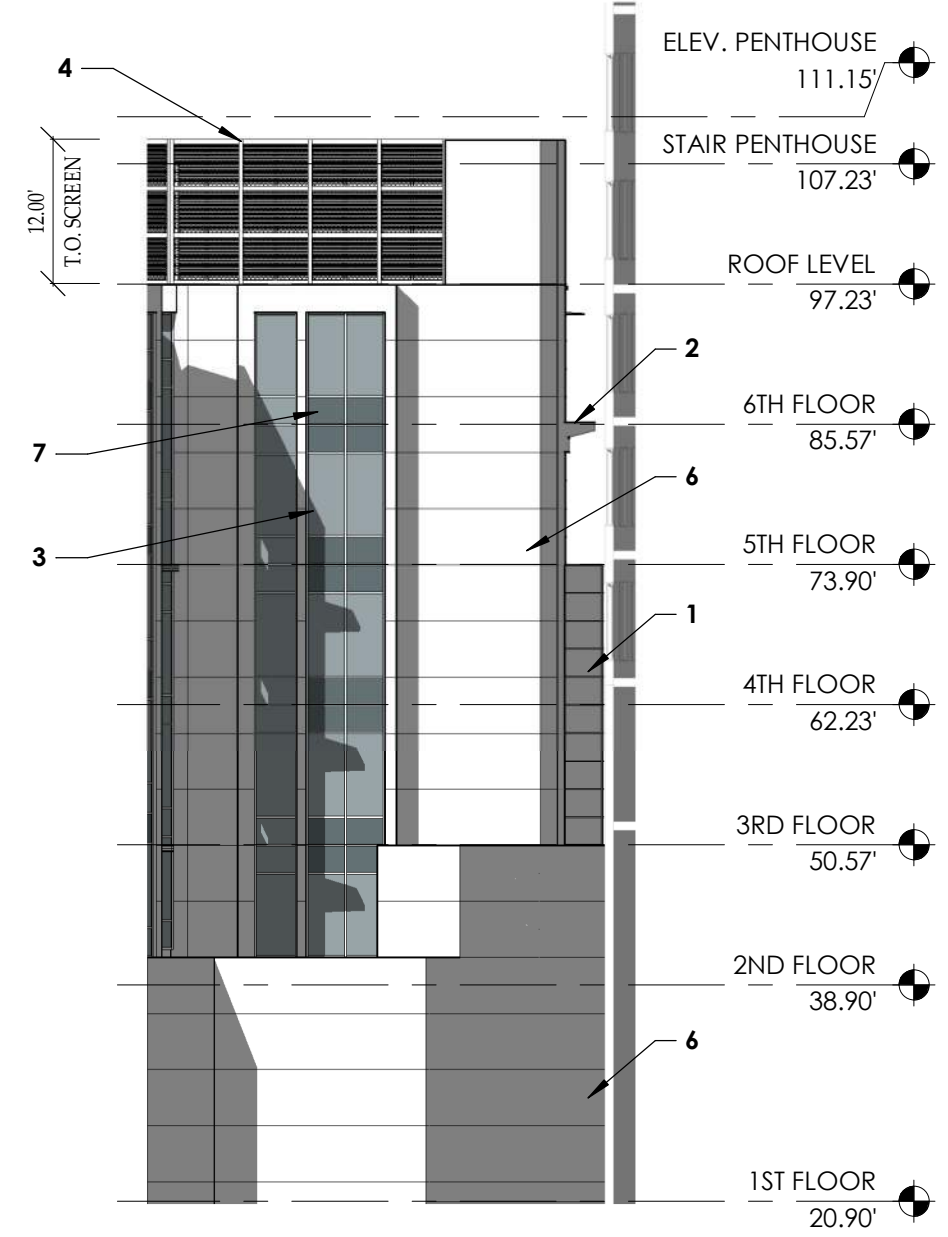 ELEV. PENTHOUSE
111.15'
4
STAIR PENTHOUSE
107.23'
12.00'
T.O. SCREEN
ROOF LEVEL
97.23'
2
6TH FLOOR
85.57'
7
6
3
5TH FLOOR
73.90'
1
4TH FLOOR
62.23'
3RD FLOOR
50.57'
2ND FLOOR
38.90'
6
1ST FLOOR
20.90'